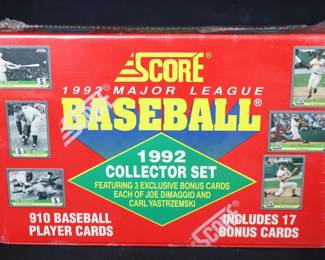 SCORE
1992 MAJOR LEAGUE
BASEBALL®
1992
COLLECTOR SET
FEATURING 3 EXCLUSIVE BONUS CARDS
EACH OF JOE DIMAGGIO AND
CARL YASTRZEMSKI
910 BASEBALL
PLAYER CARDS
INCLUDES 17
BONUS CARDS